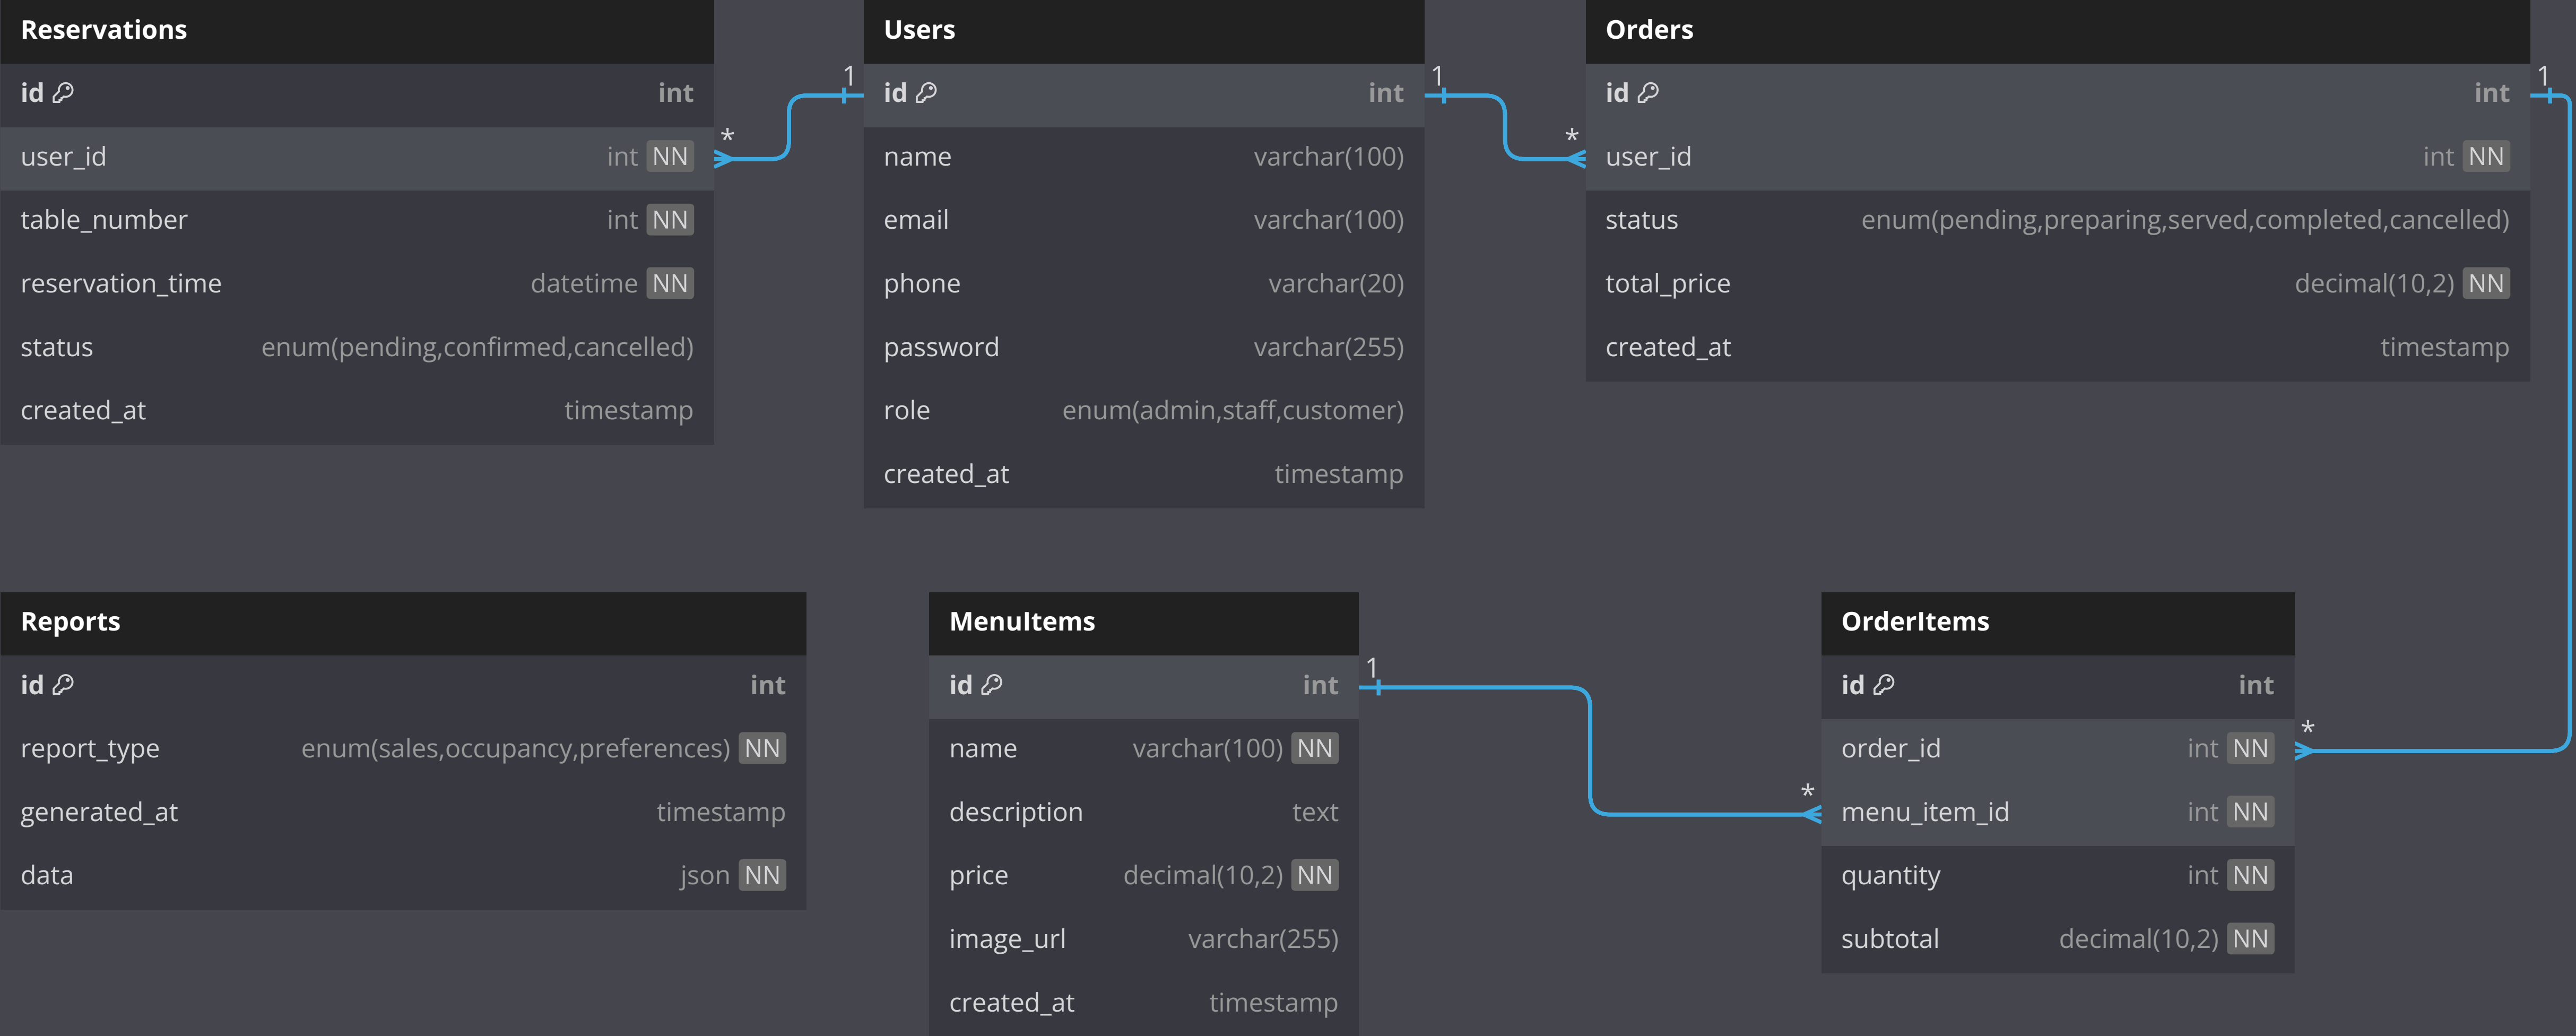 Reservations
id int
1
*
user_id int NN
table_number int NN
reservation_time datetime NN
status enum(pending,confirmed,cancelled)
created_at timestamp
Users
id int
1
*
name varchar(100)
email varchar(100)
phone varchar(20)
password varchar(255)
role enum(admin,staff,customer)
created_at timestamp
Orders
id int
1
user_id int NN
status enum(pending,preparing,served,completed,cancelled)
total_price decimal(10,2) NN
created_at timestamp
Reports
id int
report_type enum(sales,occupancy,preferences) NN
generated_at timestamp
data json NN
MenuItems
id int
1
name varchar(100) NN
description text
price decimal(10,2) NN
image_url varchar(255)
created_at timestamp
OrderItems
id int
*
order_id int NN
*
menu_item_id int NN
quantity int NN
subtotal decimal(10,2) NN